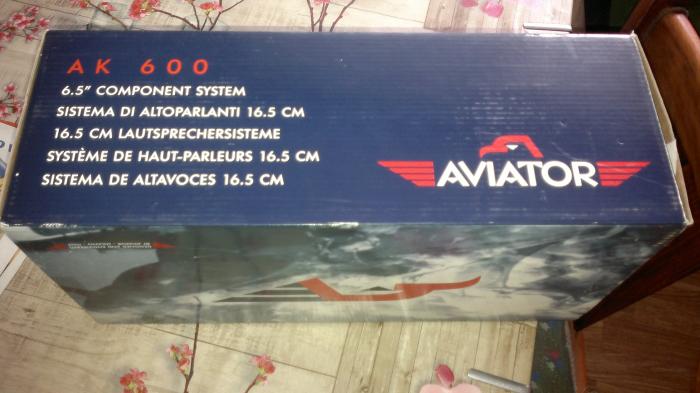 AK 600
6.5" COMPONENT SYSTEM
SISTEMA DI ALTOPARLANTI 16.5 CM
16.5 CM LAUTSPRECHERSISTEME
SYSTÈME DE HAUT-PARLEURS 16.5 CM
SISTEMA DE ALTAVOCES 16.5 CM
AVIATOR